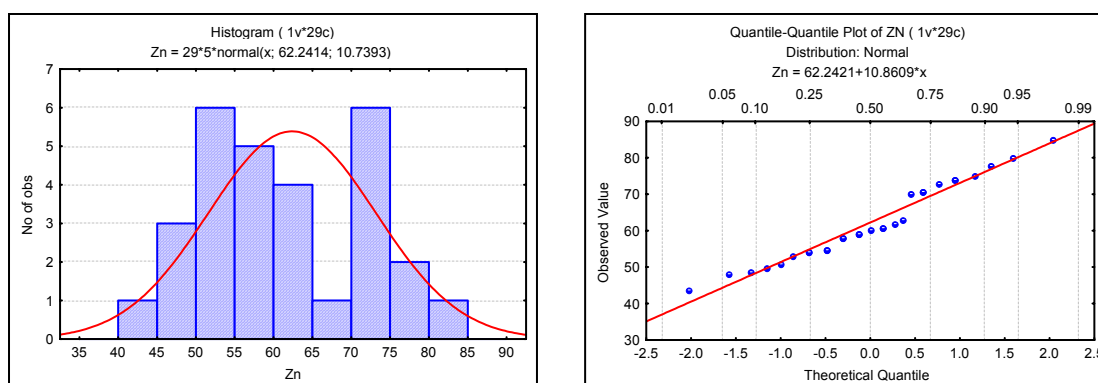 Histogram ( 1v*29c)
Zn = 29*5*normal(x; 62.2414; 10.7393)
7
6
5
4
3
2
1
0
No of obs
35 40 45 50 55 60 65 70 75 80 85 90
Zn
Quantile-Quantile Plot of ZN ( 1v*29c)
Distribution: Normal
Zn = 62.2421+10.8609*x
0.01 0.05 0.10 0.25 0.50 0.75 0.90 0.95 0.99
90
80
70
60
50
40
30
Observed Value
-2.5 -2.0 -1.5 -1.0 -0.5 0.0 0.5 1.0 1.5 2.0 2.5
Theoretical Quantile